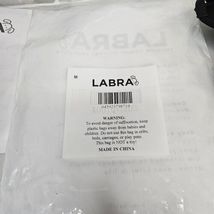 LABRA
M
LABRA
WARNING:
To avoid danger of suffocation, keep
plastic bags away from babies and
children. Do not use this bag in cribs,
beds, carriages, or play pens.
This bag is NOT a toy!
MADE IN CHINA